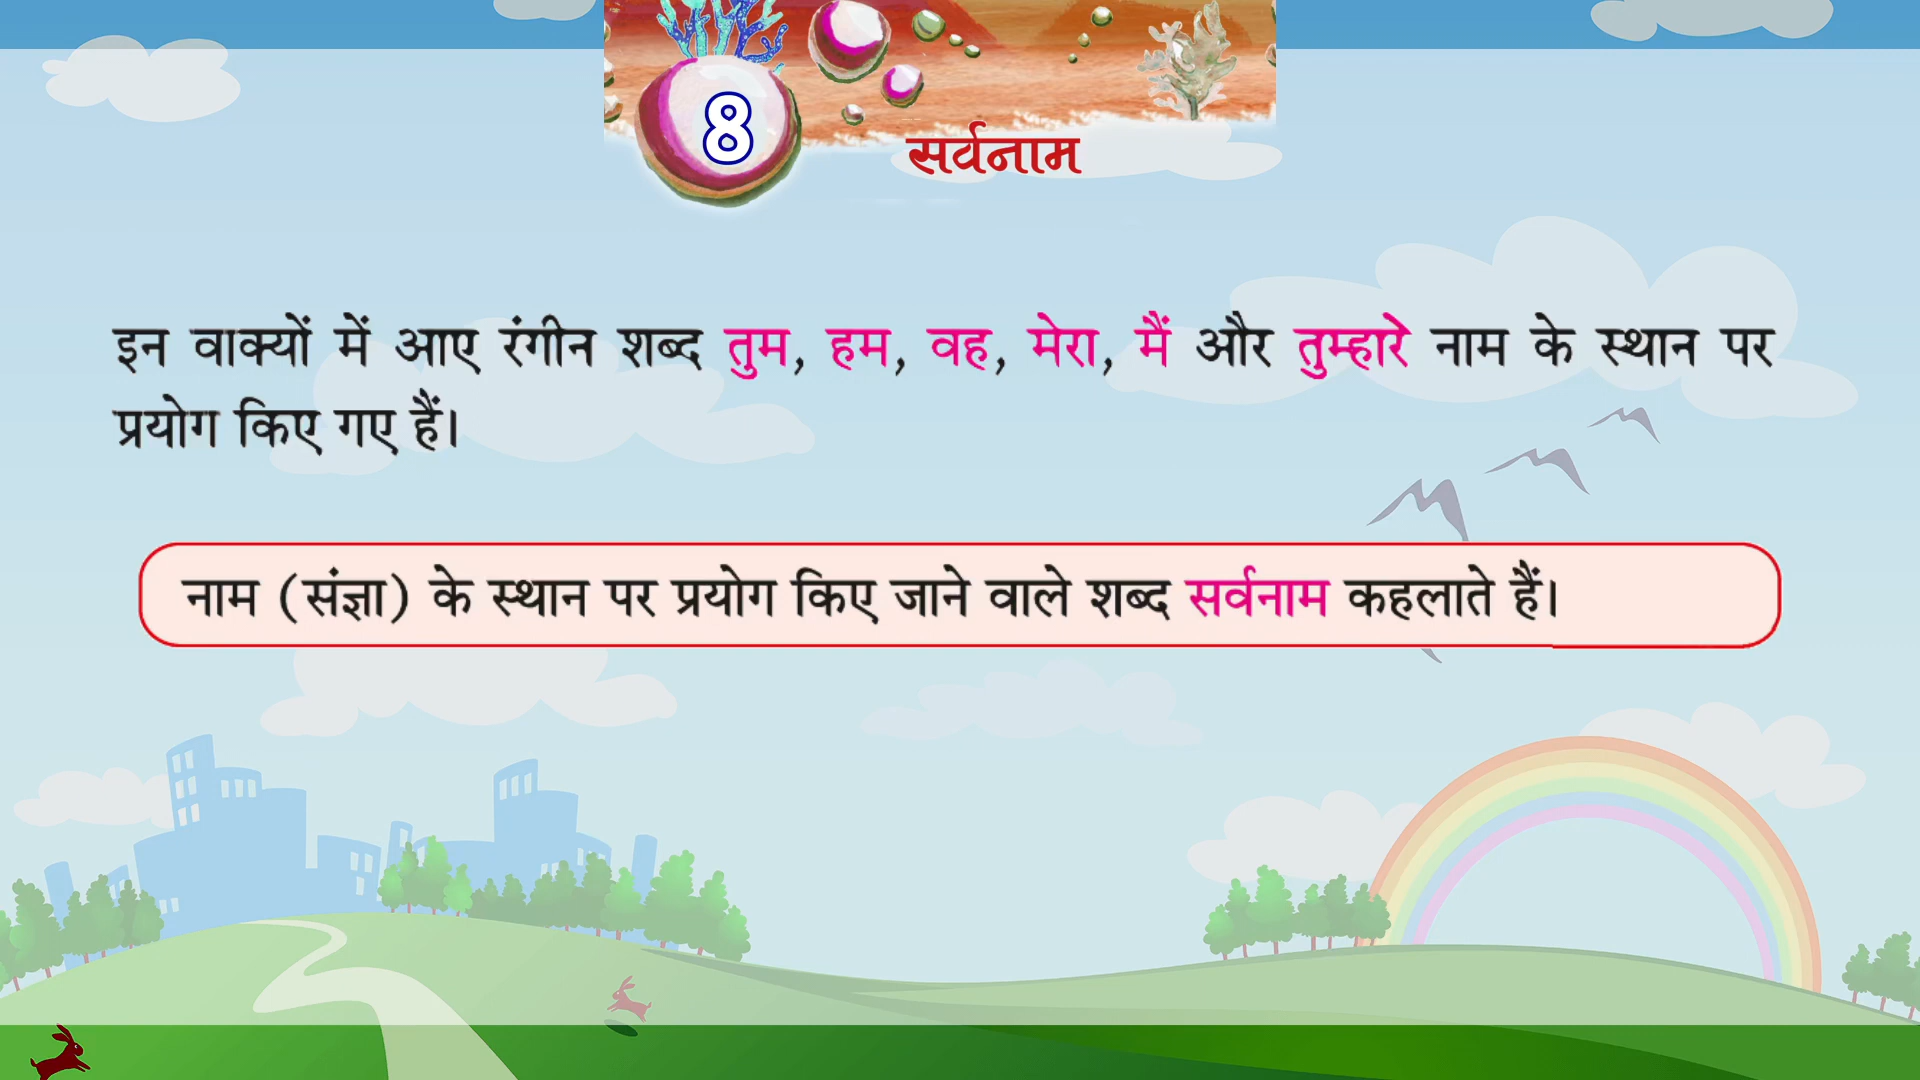 8
सर्वनाम
इन वाक्यों में आए रंगीन शब्द तुम, हम, वह, मेरा, मैं और तुम्हारे नाम के स्थान पर
प्रयोग किए गए हैं।
नाम (संज्ञा) के स्थान पर प्रयोग किए जाने वाले शब्द सर्वनाम कहलाते हैं।